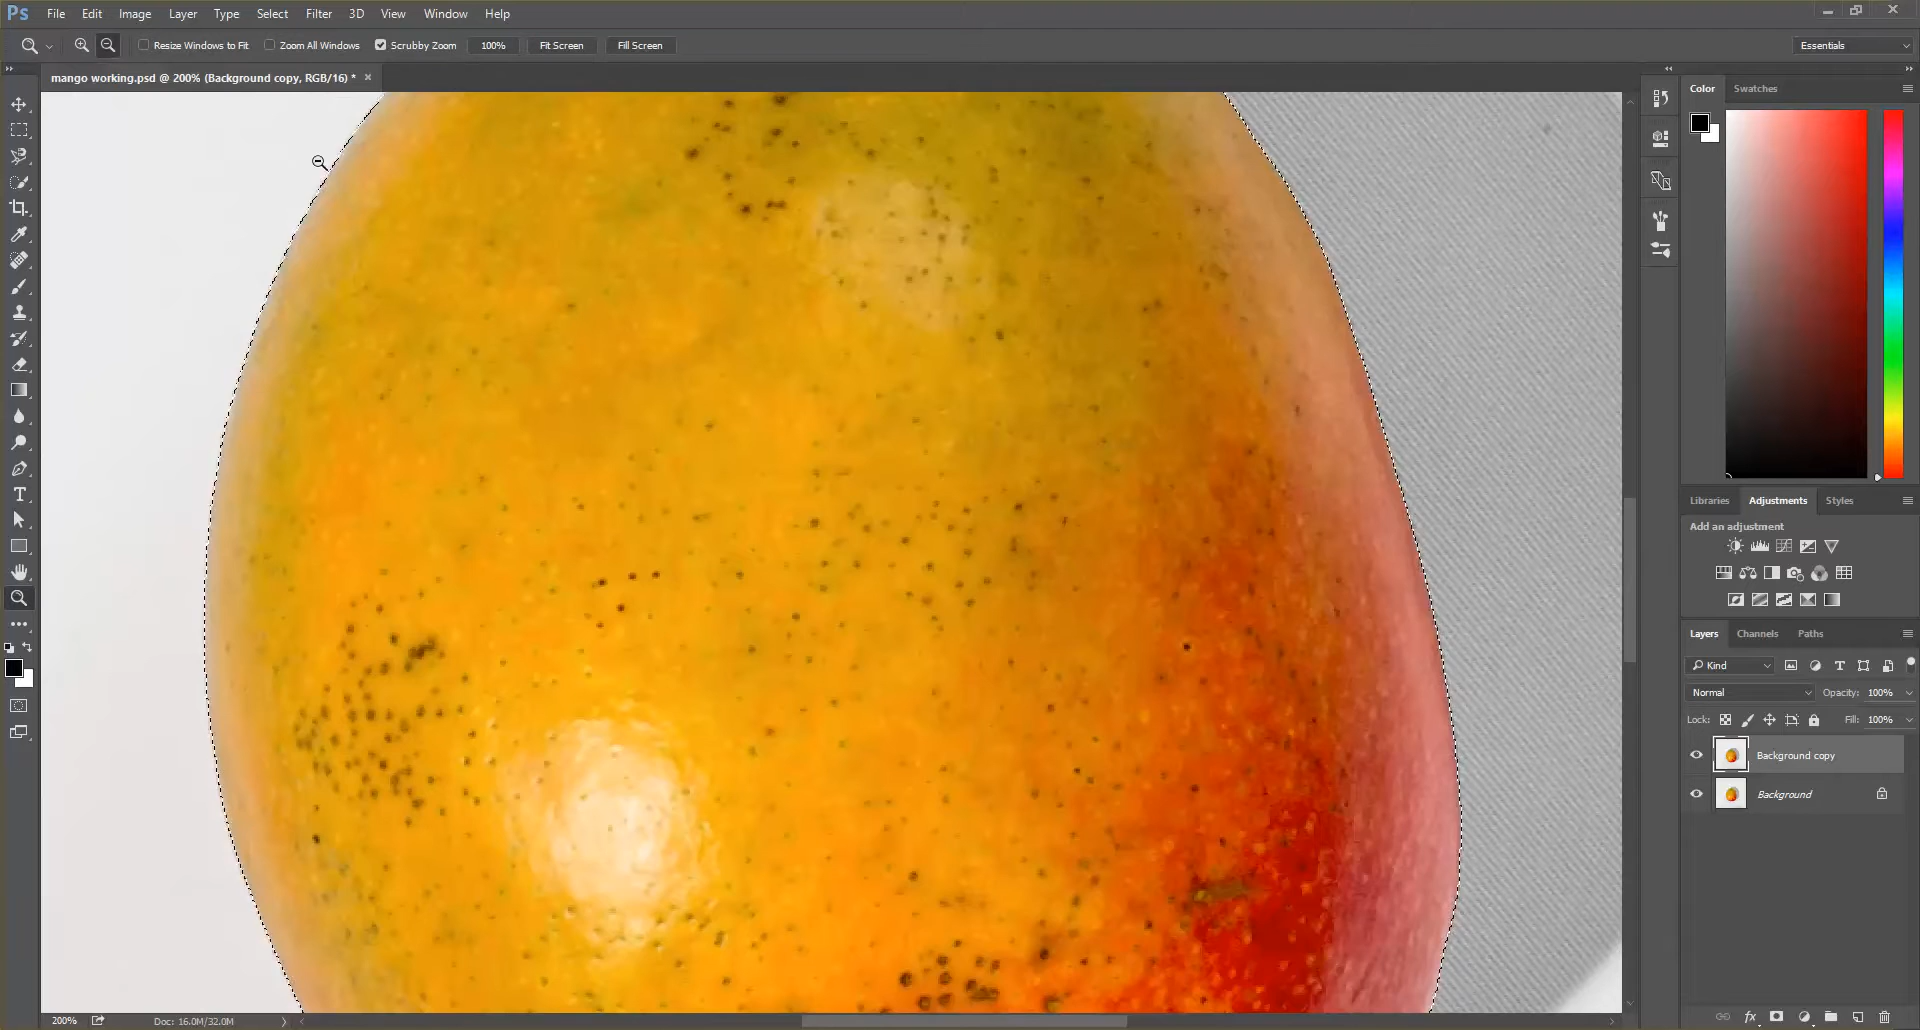 Ps File Edit Image Layer Type Select Filter 3D View Window Help
Resize Windows to Fit Zoom All Windows Scrubby Zoom 100% Fit Screen Fill Screen Essentials
mango working.psd @ 200% (Background copy, RGB/16) * ×
Color Swatches
Libraries Adjustments Styles
Add an adjustment
Layers Channels Paths
Kind
Normal Opacity: 100%
Lock: Fill: 100%
Background copy
Background
fx
200% Doc: 16.0M/32.0M